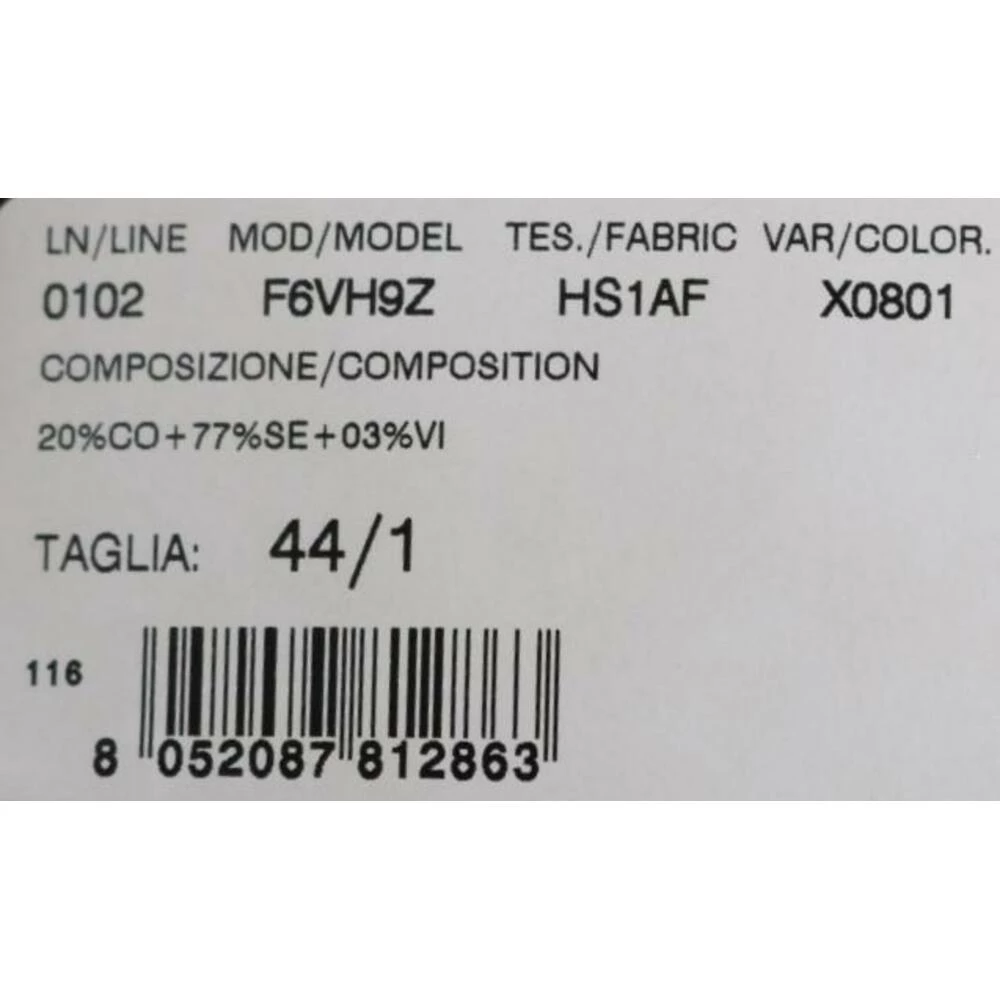 LN/LINE MOD/MODEL TES./FABRIC VAR/COLOR.
0102 F6VH9Z HS1AF X0801
COMPOSIZIONE/COMPOSITION
20%CO+77%SE+03%VI
TAGLIA: 44/1
116
8 052087 812863